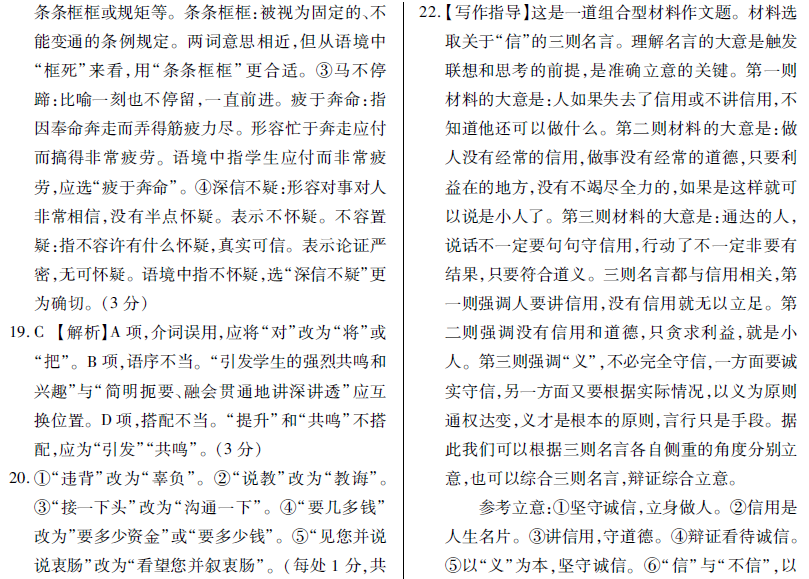 条条框框或规矩等。条条框框:被视为固定的、不
能变通的条例规定。两词意思相近,但从语境中
“框死”来看,用“条条框框”更合适。③马不停
蹄:比喻一刻也不停留,一直前进。疲于奔命:指
因奉命奔走而弄得筋疲力尽。形容忙于奔走应付
而搞得非常疲劳。语境中指学生应付而非常疲
劳,应选“疲于奔命”。④深信不疑:形容对事对人
非常相信,没有半点怀疑。表示不怀疑。不容置
疑:指不容许有什么怀疑,真实可信。表示论证严
密,无可怀疑。语境中指不怀疑,选“深信不疑”更
为确切。(3 分)
19. C 【解析】A 项,介词误用,应将“对”改为“将”或
“把”。B 项,语序不当。“引发学生的强烈共鸣和
兴趣”与“简明扼要、融会贯通地讲深讲透”应互
换位置。D 项,搭配不当。“提升”和“共鸣”不搭
配,应为“引发”“共鸣”。(3 分)
20. ①“违背”改为“辜负”。②“说教”改为“教诲”。
③“接一下头”改为“沟通一下”。④“要几多钱”
改为”要多少资金”或“要多少钱”。⑤“见您并说
说衷肠”改为“看望您并叙衷肠”。(每处 1 分,共
22.【写作指导】这是一道组合型材料作文题。材料选
取关于“信”的三则名言。理解名言的大意是触发
联想和思考的前提,是准确立意的关键。第一则
材料的大意是:人如果失去了信用或不讲信用,不
知道他还可以做什么。第二则材料的大意是:做
人没有经常的信用,做事没有经常的道德,只要利
益在的地方,没有不竭尽全力的,如果是这样就可
以说是小人了。第三则材料的大意是:通达的人,
说话不一定要句句守信用,行动了不一定非要有
结果,只要符合道义。三则名言都与信用相关,第
一则强调人要讲信用,没有信用就无以立足。第
二则强调没有信用和道德,只贪求利益,就是小
人。第三则强调“义”,不必完全守信,一方面要诚
实守信,另一方面又要根据实际情况,以义为原则
通权达变,义才是根本的原则,言行只是手段。据
此我们可以根据三则名言各自侧重的角度分别立
意,也可以综合三则名言,辩证综合立意。
参考立意:①坚守诚信,立身做人。②信用是
人生名片。③讲信用,守道德。④辩证看待诚信。
⑤以“义”为本,坚守诚信。⑥“信”与“不信”,以